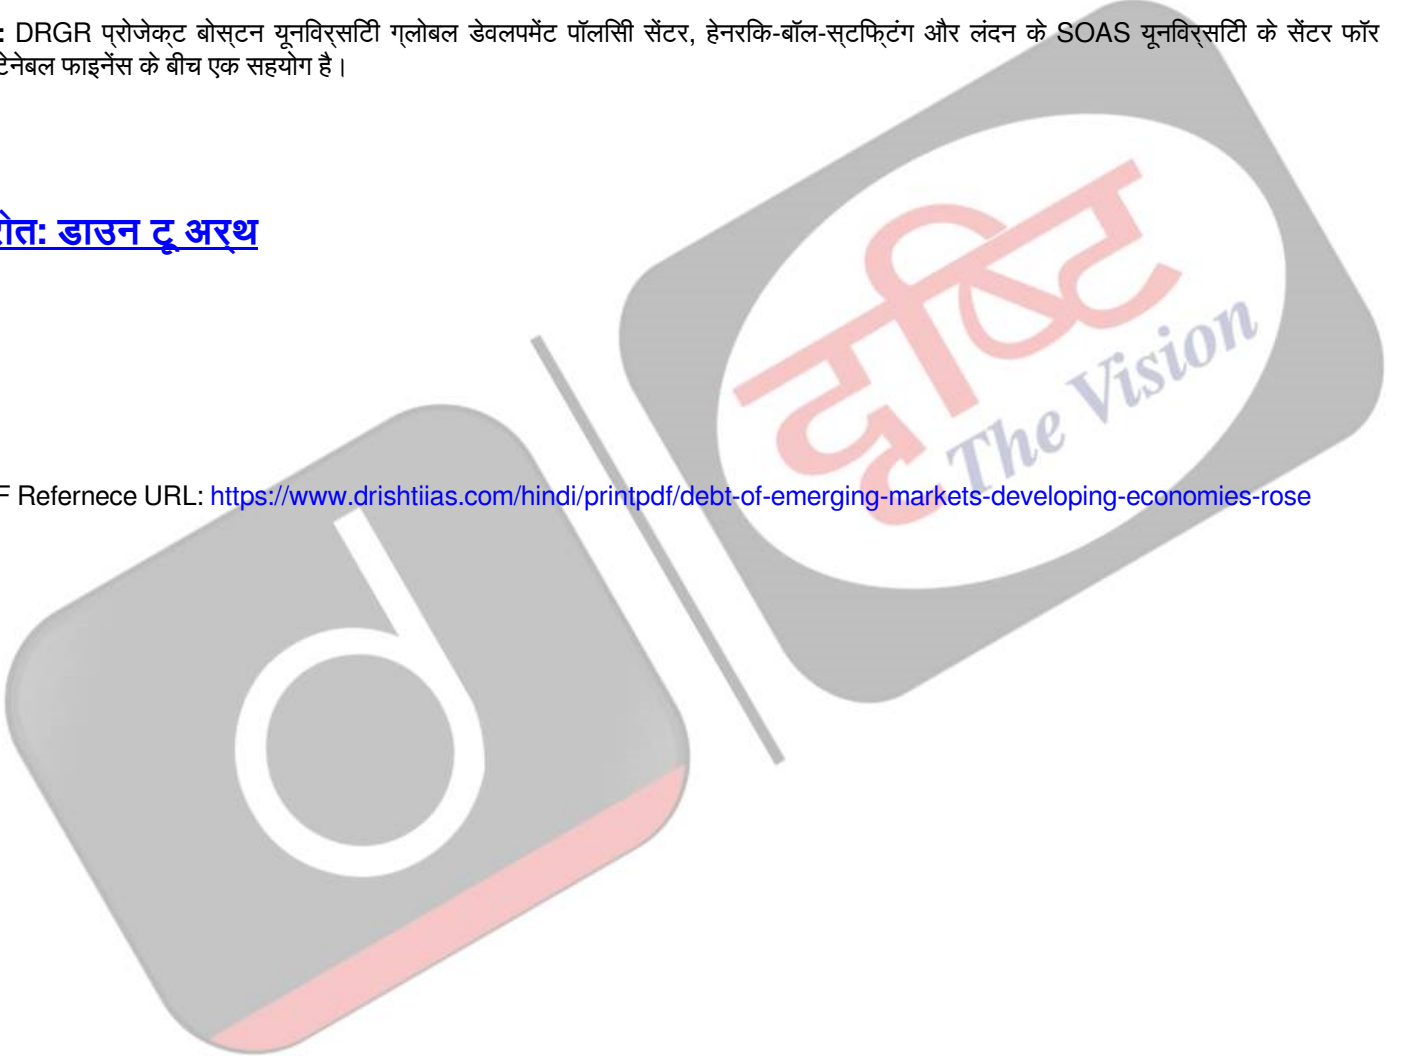 : DRGR प्रोजेक्ट बोस्टन यूनिवर्सिटी ग्लोबल डेवलपमेंट पॉलिसी सेंटर, हेनरिक-बॉल-स्टिफ्टिंग और लंदन के SOAS यूनिवर्सिटी के सेंटर फॉर
टेनेबल फाइनेंस के बीच एक सहयोग है।
रोत: डाउन टू अर्थ
दृष्टि
The Vision
F Refernece URL: https://www.drishtiias.com/hindi/printpdf/debt-of-emerging-markets-developing-economies-rose
d